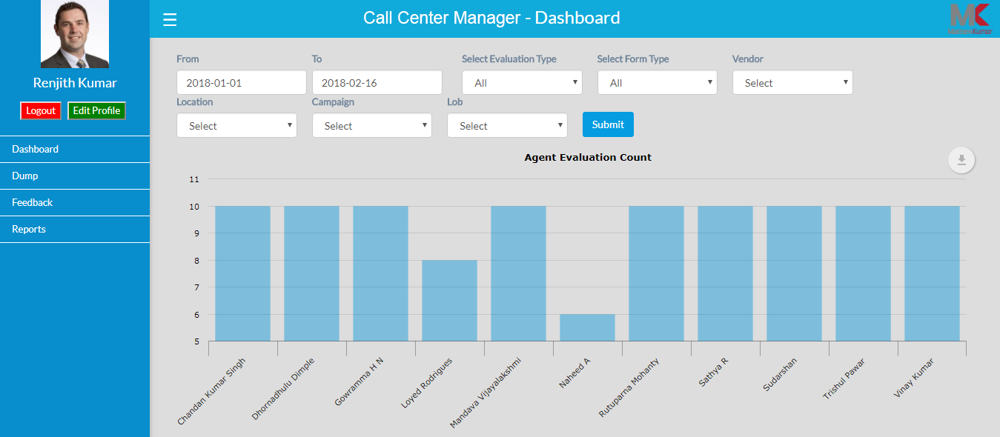 Call Center Manager - Dashboard
MK
Kumar
Renjith Kumar
Logout Edit Profile
Dashboard
Dump
Feedback
Reports
From To Select Evaluation Type Select Form Type Vendor
2018-01-01 2018-02-16 All All Select
Location Campaign Lob
Select Select Select Submit
Agent Evaluation Count
11
10
9
8
7
6
5
Chandan Kumar Singh
Dhornadhulu Dimple
Gowramma H N
Loyed Rodrigues
Mandava Vijayalakshmi
Naheed A
Rutuparna Mohanty
Sathya R
Sudarshan
Trishul Pawar
Vinay Kumar